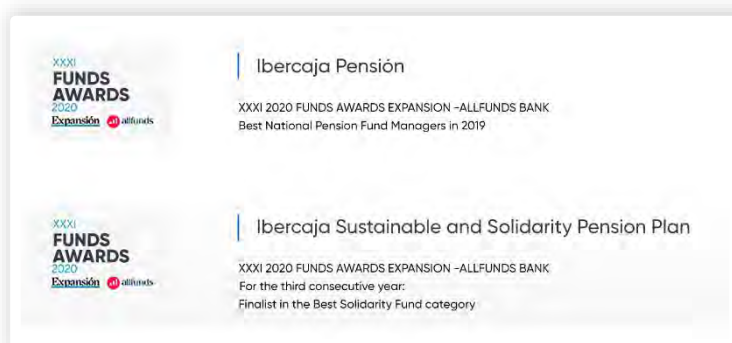 XXXI
FUNDS
AWARDS
2020
Expansión allfunds
Ibercaja Pensión
XXXI 2020 FUNDS AWARDS EXPANSION -ALLFUNDS BANK
Best National Pension Fund Managers in 2019
XXXI
FUNDS
AWARDS
2020
Expansión allfunds
Ibercaja Sustainable and Solidarity Pension Plan
XXXI 2020 FUNDS AWARDS EXPANSION -ALLFUNDS BANK
For the third consecutive year:
Finalist in the Best Solidarity Fund category